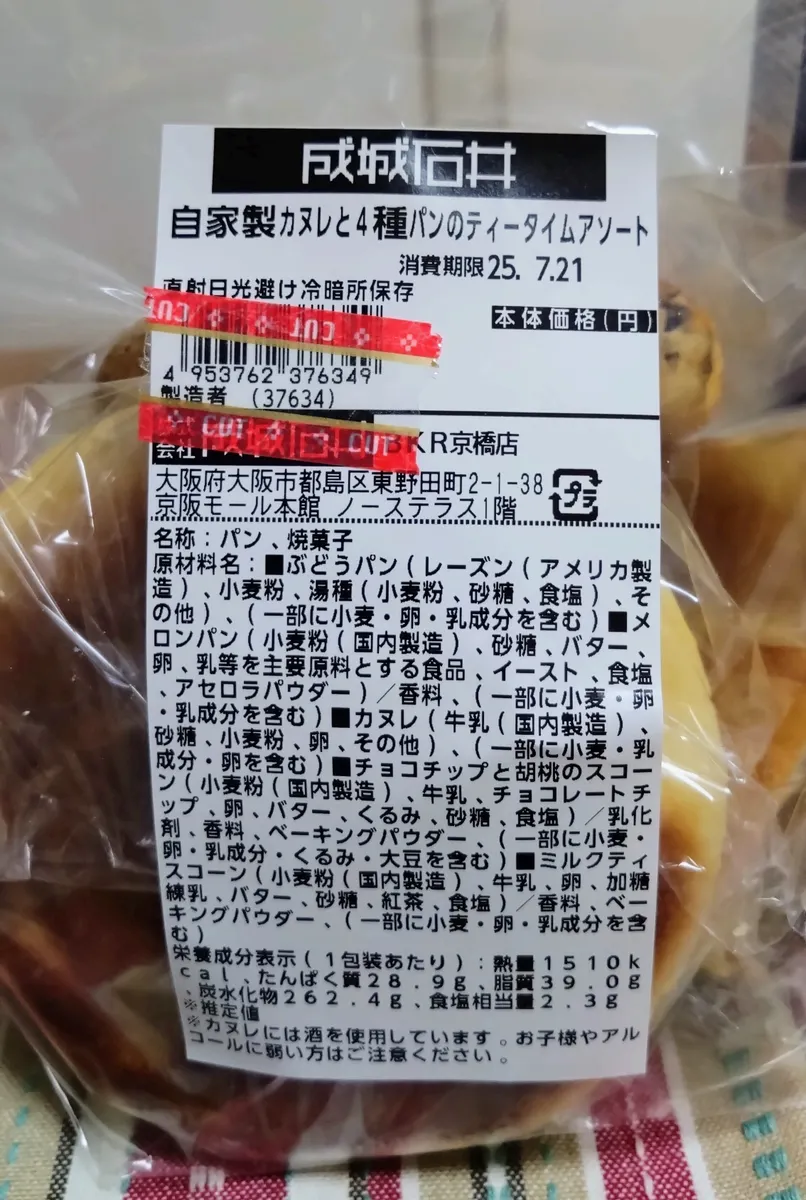 成城石井
自家製カヌレと4種パンのティータイムアソート
消費期限25. 7.21
直射日光避け冷暗所保存
CUT CUT
本体価格(円)
4 953762 376349
製造者 (37634)
CUT CUT
会社 成城石井 BKR京橋店
大阪府大阪市都島区東野田町2-1-38
プラ
京阪モール本館 ノーステラス1階
名称:パン、焼菓子
原材料名:■ぶどうパン(レーズン(アメリカ製
造)、小麦粉、湯種(小麦粉、砂糖、食塩)、そ
の他)、(一部に小麦・卵・乳成分を含む)■メ
ロンパン(小麦粉(国内製造)、砂糖、バター、
卵、乳等を主要原料とする食品、イースト、食塩
、アセロラパウダー)/香料、(一部に小麦・卵
・乳成分を含む)■カヌレ(牛乳(国内製造)、
砂糖、小麦粉、卵、その他)、(一部に小麦・乳
成分・卵を含む)■チョコチップと胡桃のスコー
ン(小麦粉(国内製造)、牛乳、チョコレートチ
ップ、卵、バター、くるみ、砂糖、食塩)/乳化
剤、香料、ベーキングパウダー、(一部に小麦・
卵・乳成分・くるみ・大豆を含む)■ミルクティ
スコーン(小麦粉(国内製造)、牛乳、卵、加糖
練乳、バター、砂糖、紅茶、食塩)/香料、ベー
キングパウダー、(一部に小麦・卵・乳成分を含
む)
栄養成分表示(1包装あたり):熱量1510k
cal、たんぱく質28.9g、脂質39.0g
、炭水化物262.4g、食塩相当量2.3g
※推定値
※カヌレには酒を使用しています。お子様やアル
コールに弱い方はご注意ください。